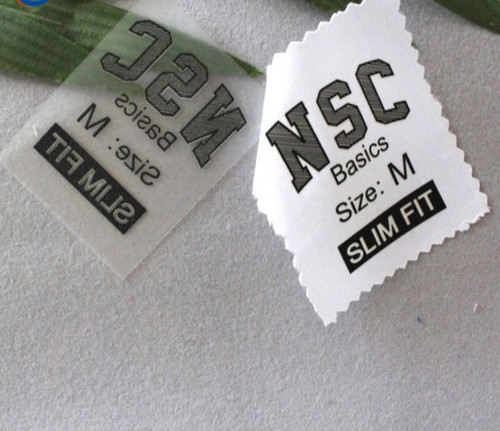 NSC
Basics
Size: M
SLIM FIT
NSC
Basics
Size: M
SLIM FIT